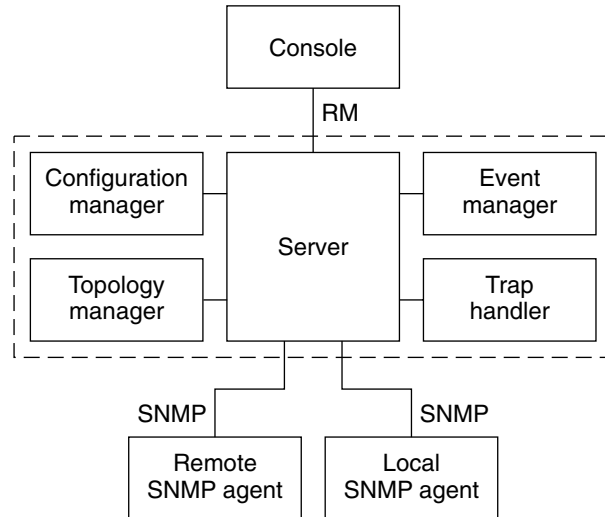 Console
RM
Configuration
manager
Event
manager
Server
Topology
manager
Trap
handler
SNMP
SNMP
Remote
SNMP agent
Local
SNMP agent